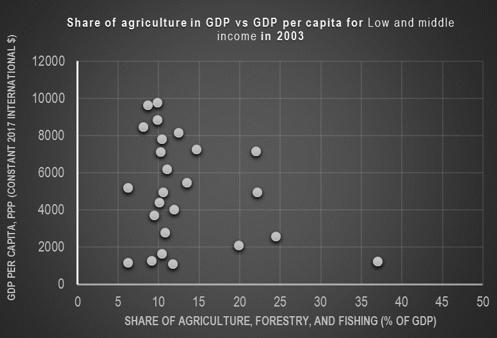 Share of agriculture in GDP vs GDP per capita for Low and middle
income in 2003
GDP PER CAPITA, PPP (CONSTANT 2017 INTERNATIONAL $)
12000
10000
8000
6000
4000
2000
0
0 5 10 15 20 25 30 35 40 45 50
SHARE OF AGRICULTURE, FORESTRY, AND FISHING (% OF GDP)